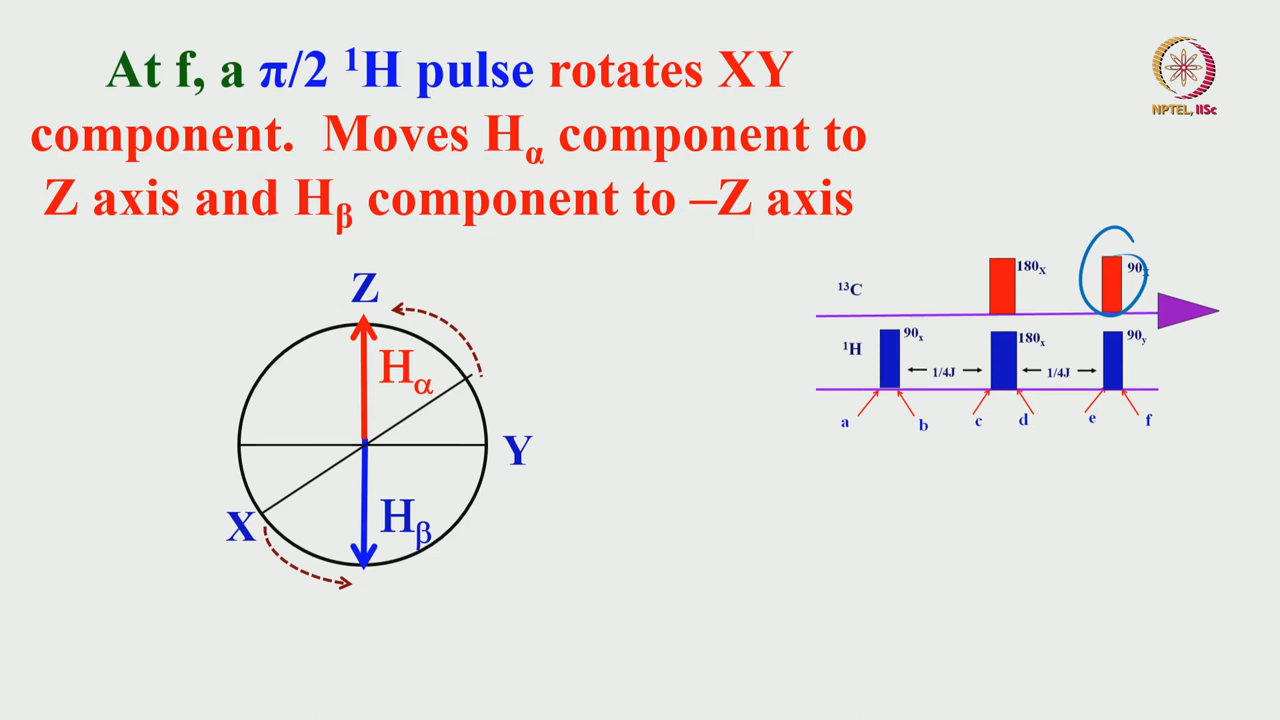 At f, a π/2 ¹H pulse rotates XY
component. Moves Hα component to
Z axis and Hβ component to –Z axis
NPTEL, IISc
Z
Hα
Y
X
Hβ
¹³C
180x
90
¹H
90x
1/4J
180x
1/4J
90y
a
b
c
d
e
f